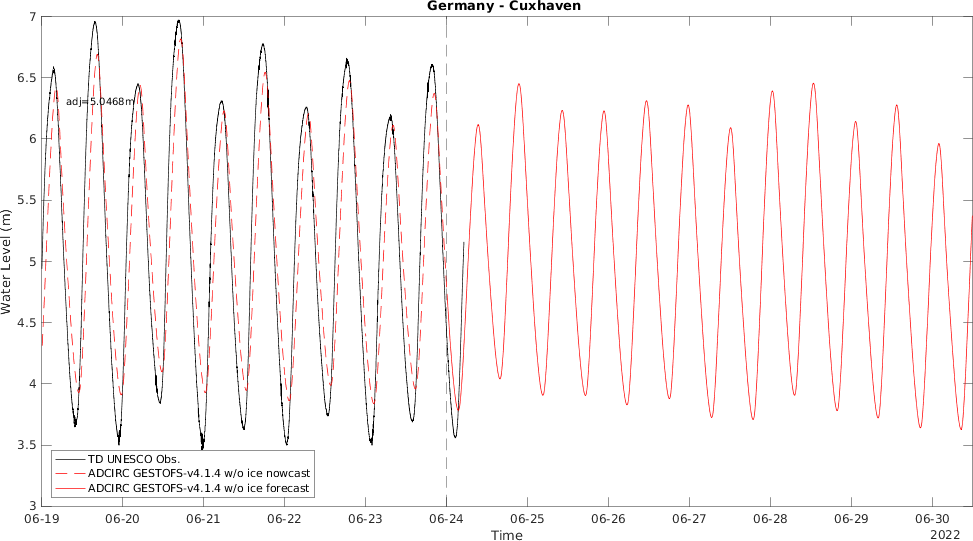 Germany - Cuxhaven
7
6.5
adj=5.0468m
6
5.5
5
4.5
4
3.5
3
Water Level (m)
TD UNESCO Obs.
ADCIRC GESTOFS-v4.1.4 w/o ice nowcast
ADCIRC GESTOFS-v4.1.4 w/o ice forecast
06-19 06-20 06-21 06-22 06-23 06-24 06-25 06-26 06-27 06-28 06-29 06-30
2022
Time